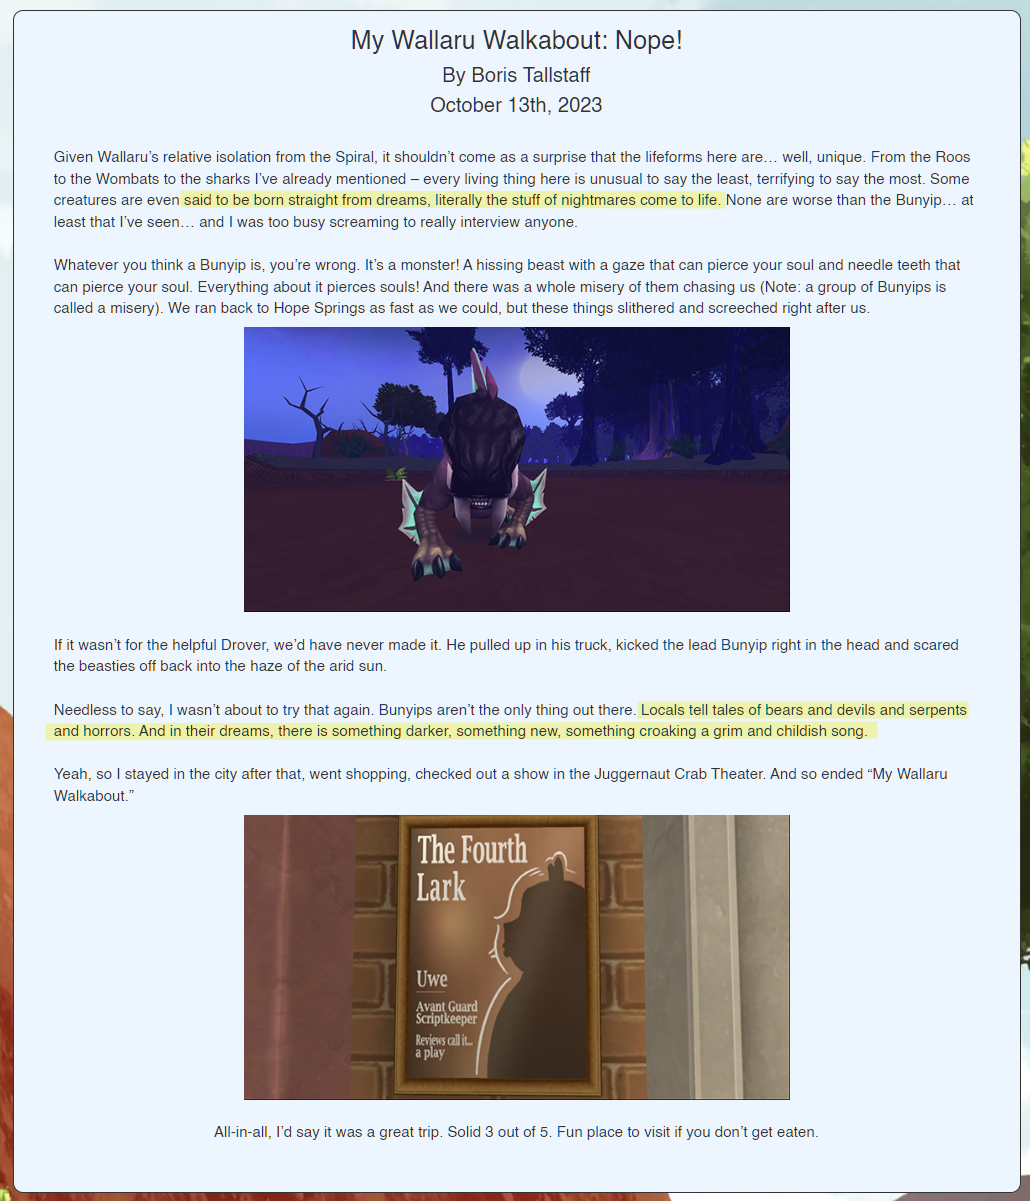 My Wallaru Walkabout: Nope!
By Boris Tallstaff
October 13th, 2023
Given Wallaru’s relative isolation from the Spiral, it shouldn’t come as a surprise that the lifeforms here are… well, unique. From the Roos
to the Wombats to the sharks I’ve already mentioned – every living thing here is unusual to say the least, terrifying to say the most. Some
creatures are even said to be born straight from dreams, literally the stuff of nightmares come to life. None are worse than the Bunyip… at
least that I’ve seen… and I was too busy screaming to really interview anyone.
Whatever you think a Bunyip is, you’re wrong. It’s a monster! A hissing beast with a gaze that can pierce your soul and needle teeth that
can pierce your soul. Everything about it pierces souls! And there was a whole misery of them chasing us (Note: a group of Bunyips is
called a misery). We ran back to Hope Springs as fast as we could, but these things slithered and screeched right after us.
If it wasn’t for the helpful Drover, we’d have never made it. He pulled up in his truck, kicked the lead Bunyip right in the head and scared
the beasties off back into the haze of the arid sun.
Needless to say, I wasn’t about to try that again. Bunyips aren’t the only thing out there. Locals tell tales of bears and devils and serpents
and horrors. And in their dreams, there is something darker, something new, something croaking a grim and childish song.
Yeah, so I stayed in the city after that, went shopping, checked out a show in the Juggernaut Crab Theater. And so ended “My Wallaru
Walkabout.”
The Fourth
Lark
Uwe
Avant Guard
Scriptkeeper
Reviews call it...
a play
All-in-all, I’d say it was a great trip. Solid 3 out of 5. Fun place to visit if you don’t get eaten.